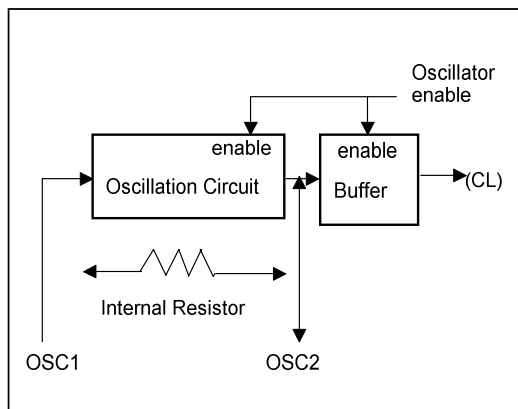 Oscillator
enable
enable
enable
Oscillation Circuit
Buffer
(CL)
Internal Resistor
OSC1
OSC2